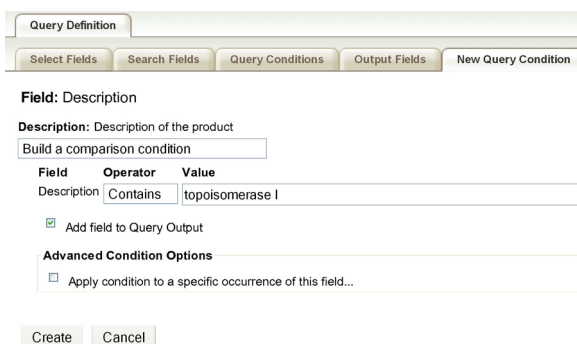 Query Definition
Select Fields Search Fields Query Conditions Output Fields New Query Condition
Field: Description
Description: Description of the product
Build a comparison condition
Field Operator Value
Description Contains topoisomerase I
Add field to Query Output
Advanced Condition Options
Apply condition to a specific occurrence of this field...
Create Cancel